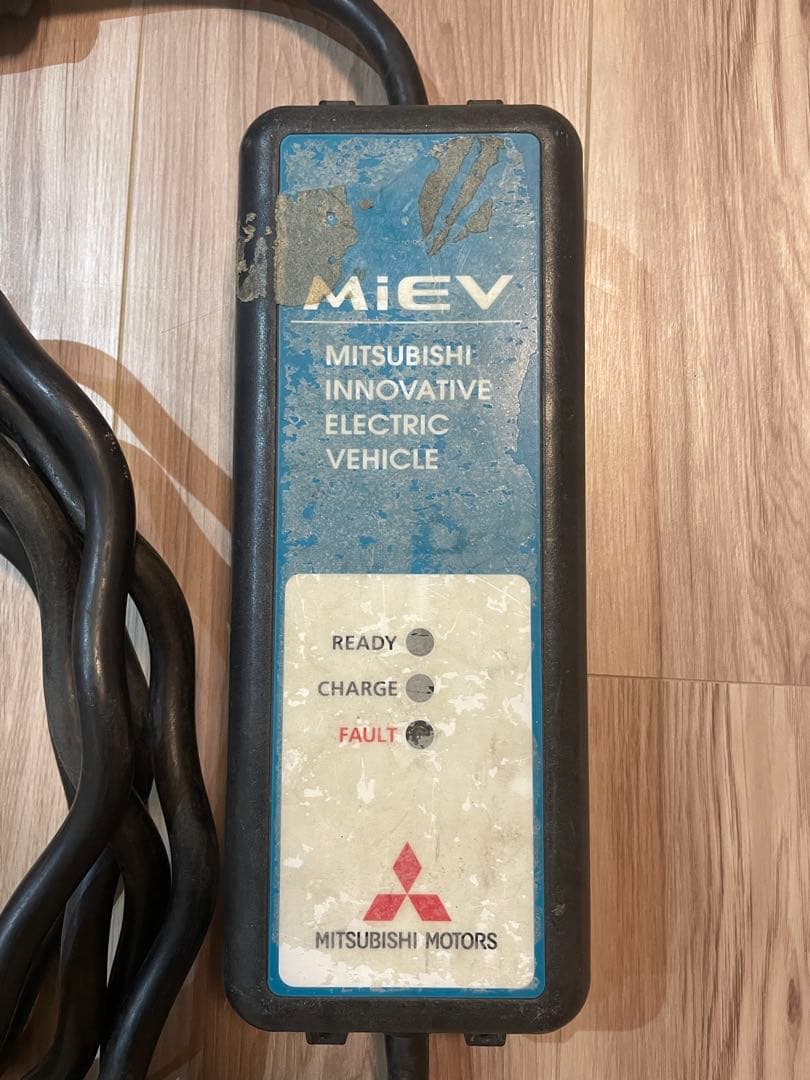 MiEV
MITSUBISHI
INNOVATIVE
ELECTRIC
VEHICLE
READY
CHARGE
FAULT
MITSUBISHI MOTORS